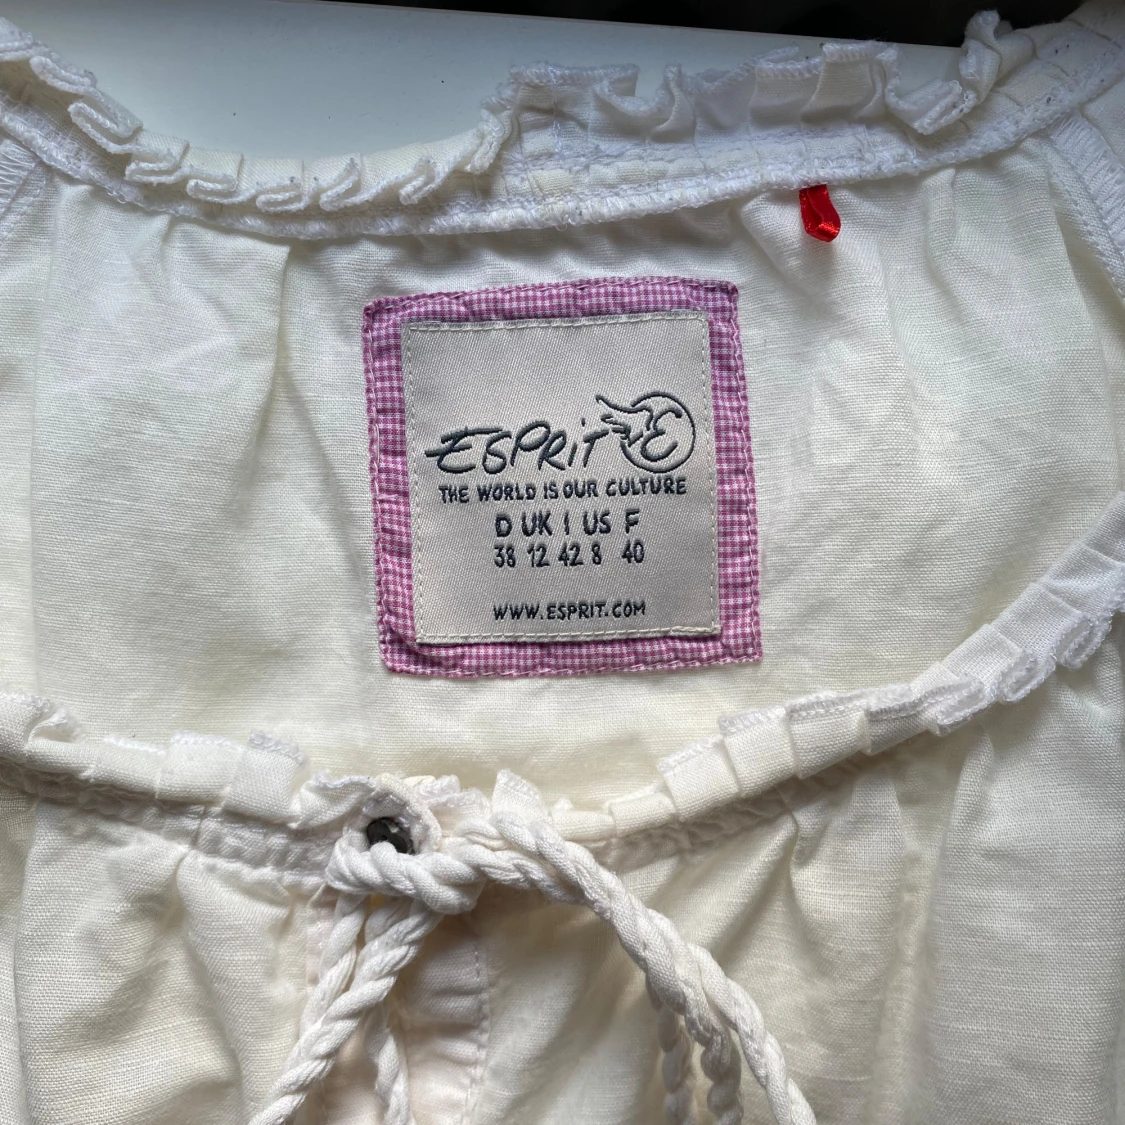 ESPRIT E
THE WORLD IS OUR CULTURE
D UK I US F
38 12 42 8 40
WWW.ESPRIT.COM